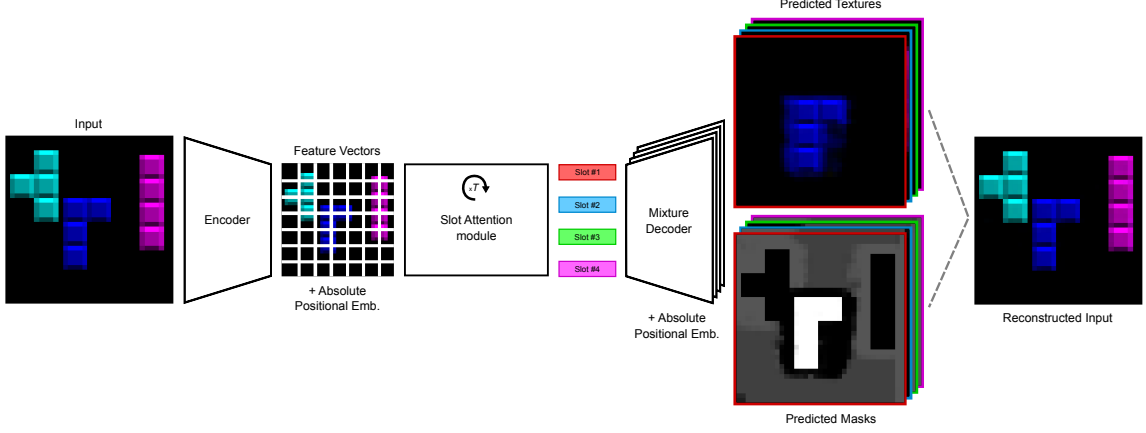 Predicted Textures
Input
Feature Vectors
Encoder
xT
Slot Attention
module
Slot #1
Slot #2
Slot #3
Slot #4
Mixture
Decoder
+ Absolute
Positional Emb.
+ Absolute
Positional Emb.
Reconstructed Input
Predicted Masks